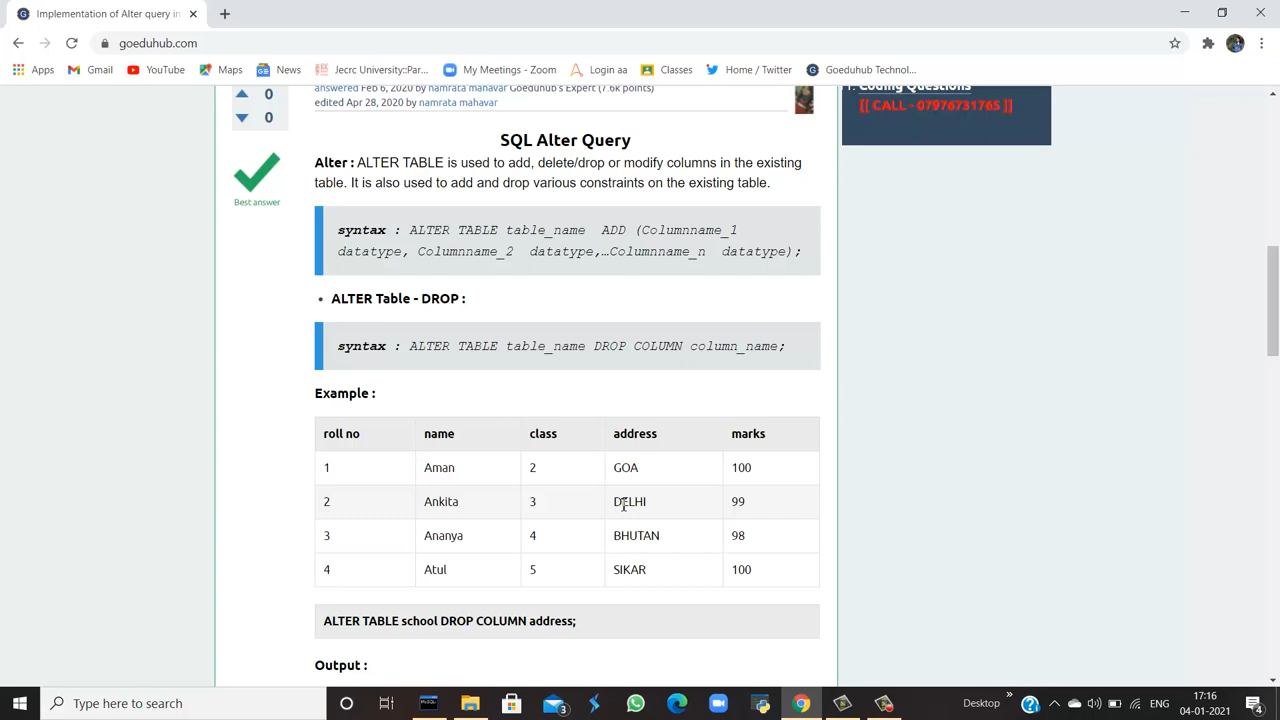 Implementation of Alter query in
goeduhub.com
Apps Gmail YouTube Maps News Jecrc University::Par... My Meetings - Zoom Login aa Classes Home / Twitter Goeduhub Technol...
0
0
Best answer
answered Feb 6, 2020 by namrata mahavar Goeduhub's Expert (7.6k points)
edited Apr 28, 2020 by namrata mahavar
1. Coding Questions
[[ CALL - 07976731765 ]]
SQL Alter Query
Alter : ALTER TABLE is used to add, delete/drop or modify columns in the existing
table. It is also used to add and drop various constraints on the existing table.
syntax : ALTER TABLE table_name ADD (Columnname_1
datatype, Columnname_2 datatype,…Columnname_n datatype);
• ALTER Table - DROP :
syntax : ALTER TABLE table_name DROP COLUMN column_name;
Example :
roll no name class address marks
1 Aman 2 GOA 100
2 Ankita 3 DELHI 99
3 Ananya 4 BHUTAN 98
4 Atul 5 SIKAR 100
ALTER TABLE school DROP COLUMN address;
Output :
Type here to search
3
Desktop
ENG
17:16
04-01-2021
4